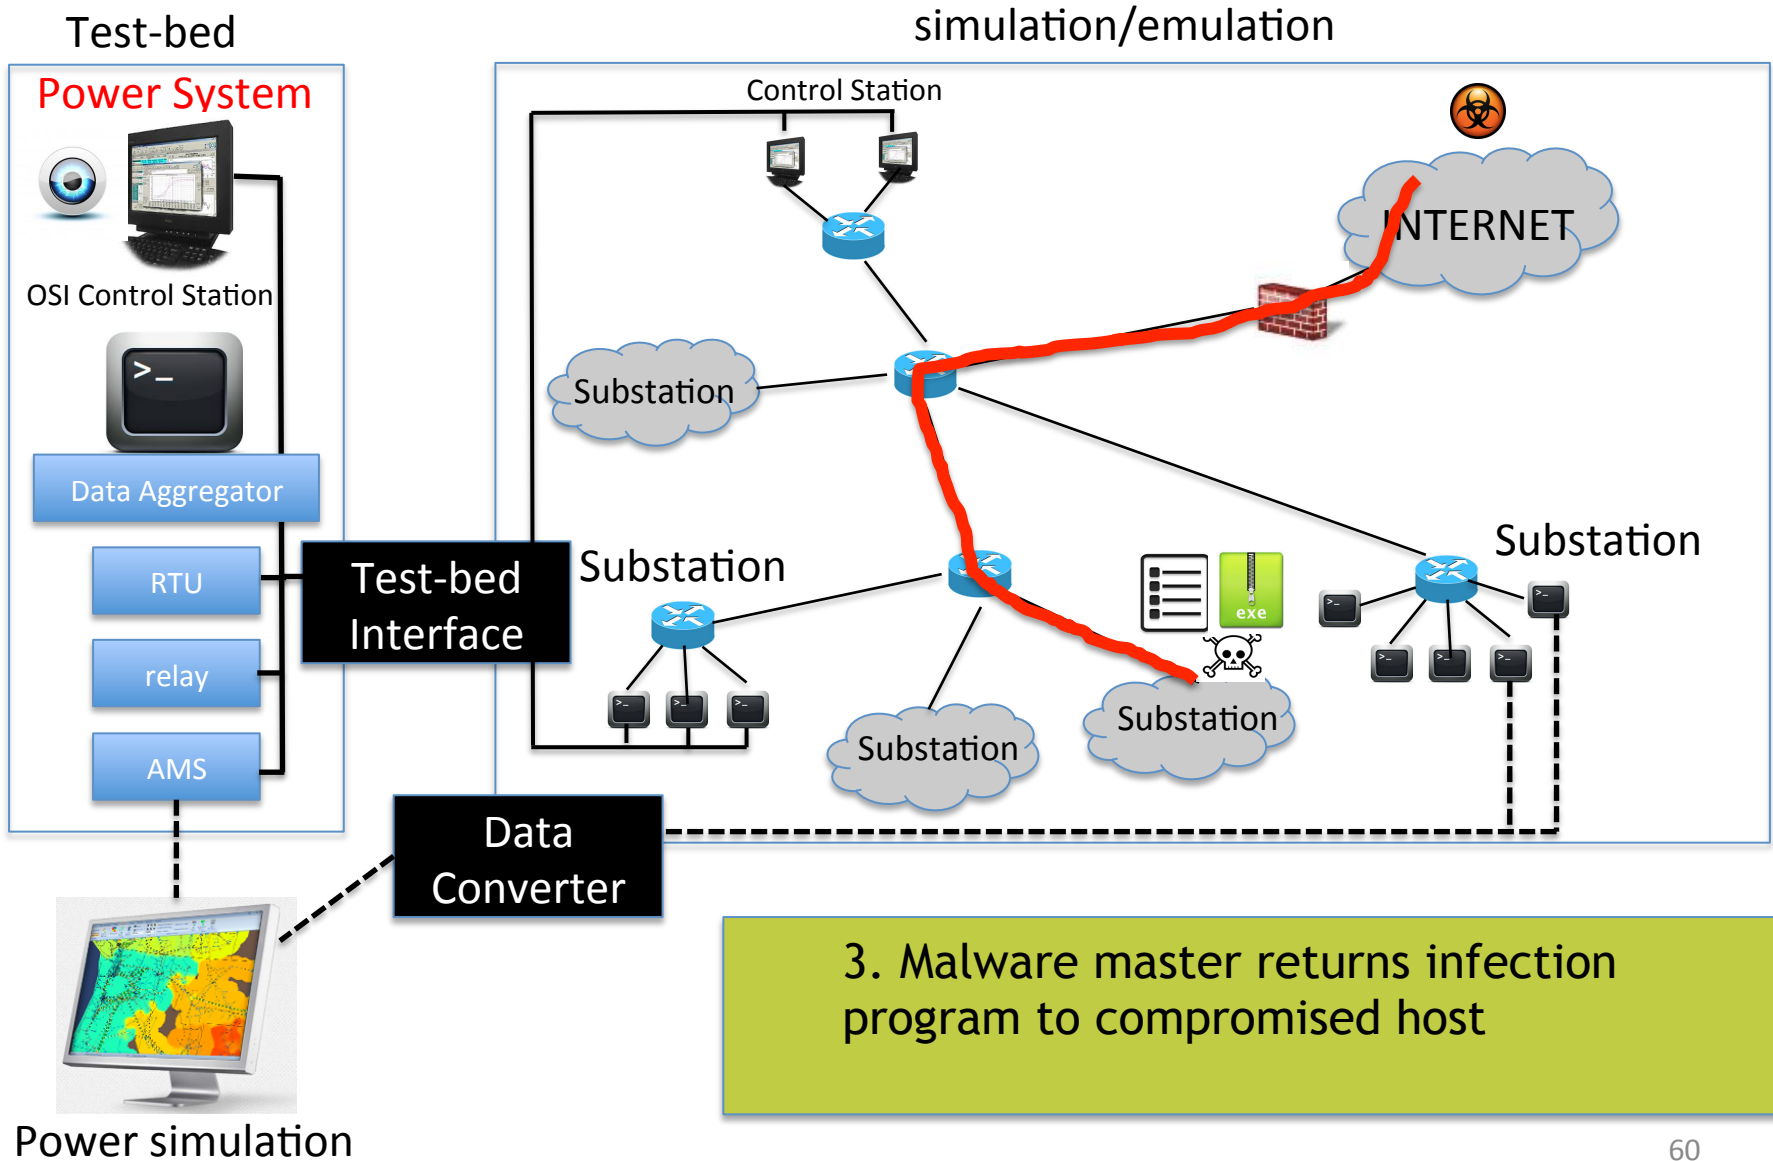 Test-bed
simulation/emulation
Power System
Control Station
INTERNET
OSI Control Station
>_
Substation
Data Aggregator
RTU
relay
AMS
Test-bed
Interface
Substation
exe
Substation
>_
>_
>_
>_
>_
>_
>_
>_
Substation
Substation
Data
Converter
3. Malware master returns infection
program to compromised host
Power simulation
60